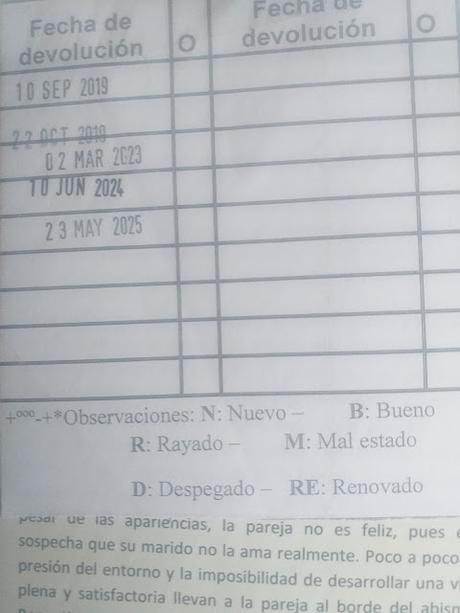 Fecha de devolución O Fecha de devolución O
10 SEP 2019
22 OCT 2019
02 MAR 2023
10 JUN 2024
23 MAY 2025
+ººº-+*Observaciones: N: Nuevo – B: Bueno
R: Rayado – M: Mal estado
D: Despegado – RE: Renovado
pesar de las apariencias, la pareja no es feliz, pues
sospecha que su marido no la ama realmente. Poco a poco
presión del entorno y la imposibilidad de desarrollar una
plena y satisfactoria llevan a la pareja al borde del